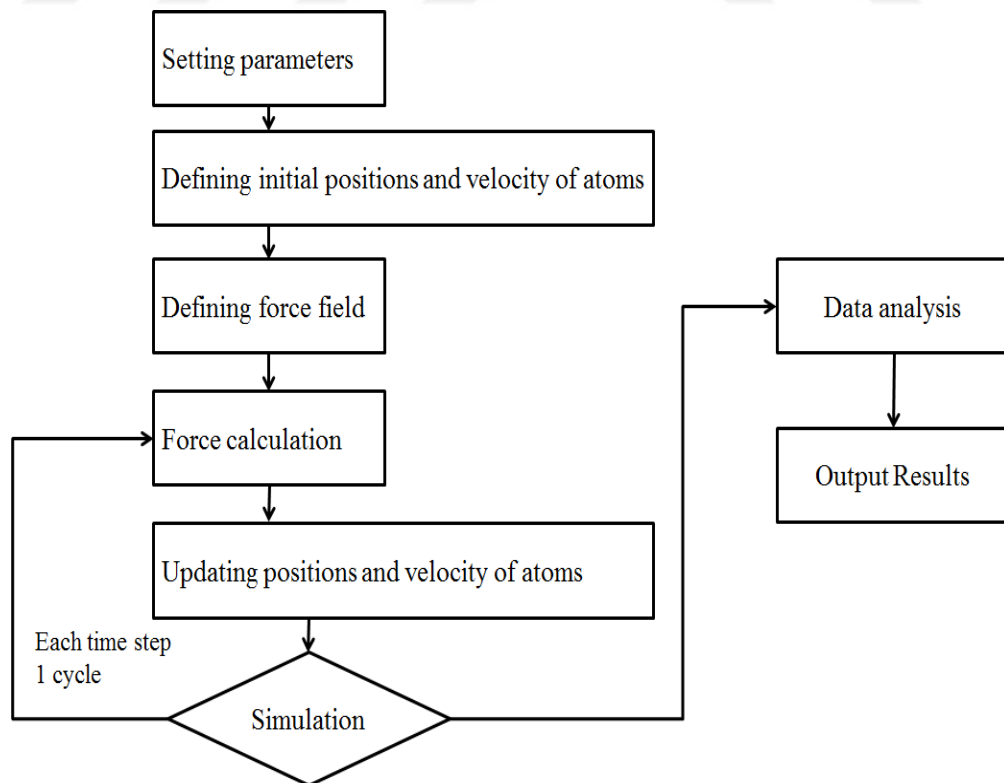 Setting parameters
Defining initial positions and velocity of atoms
Defining force field
Force calculation
Updating positions and velocity of atoms
Each time step
1 cycle
Simulation
Data analysis
Output Results